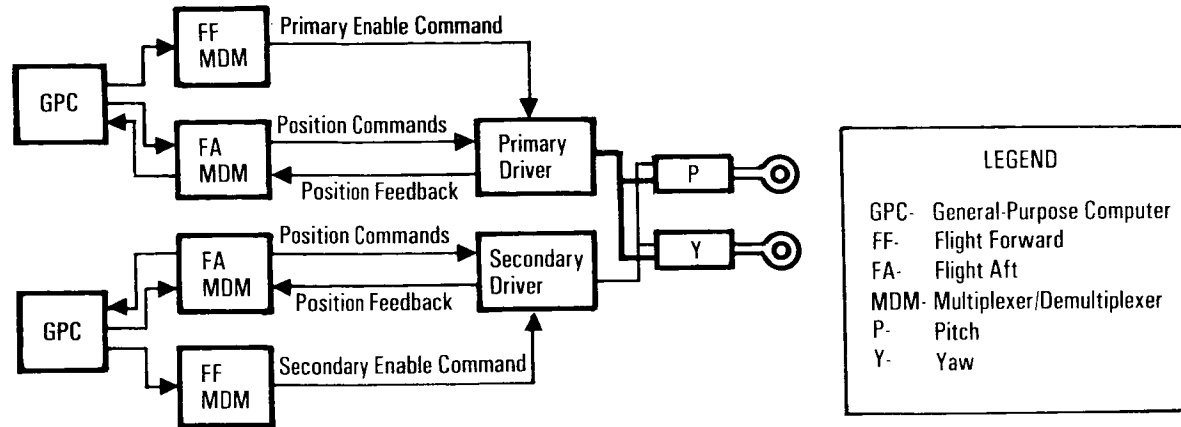 FF
MDM
Primary Enable Command
GPC
FA
MDM
Position Commands
Position Feedback
Primary
Driver
P
Y
FA
MDM
Position Commands
Position Feedback
Secondary
Driver
GPC
FF
MDM
Secondary Enable Command
LEGEND
GPC- General-Purpose Computer
FF- Flight Forward
FA- Flight Aft
MDM- Multiplexer/Demultiplexer
P- Pitch
Y- Yaw